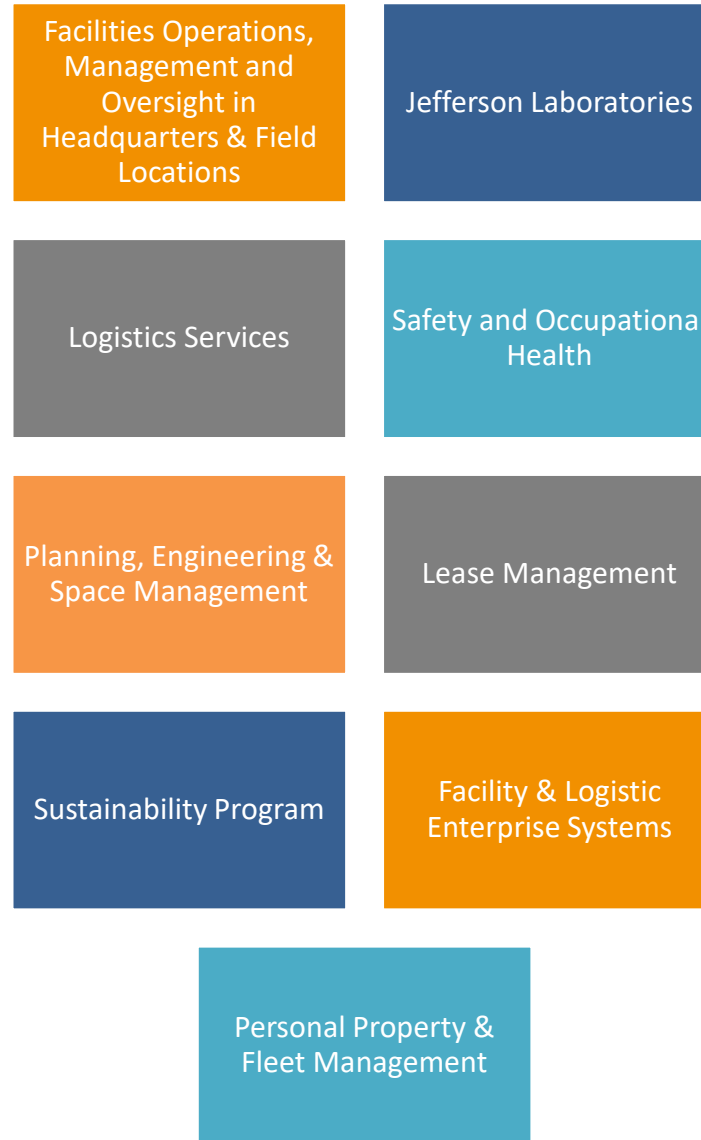 Facilities Operations,
Management and
Oversight in
Headquarters & Field
Locations
Jefferson Laboratories
Logistics Services
Safety and Occupationa
Health
Planning, Engineering &
Space Management
Lease Management
Sustainability Program
Facility & Logistic
Enterprise Systems
Personal Property &
Fleet Management